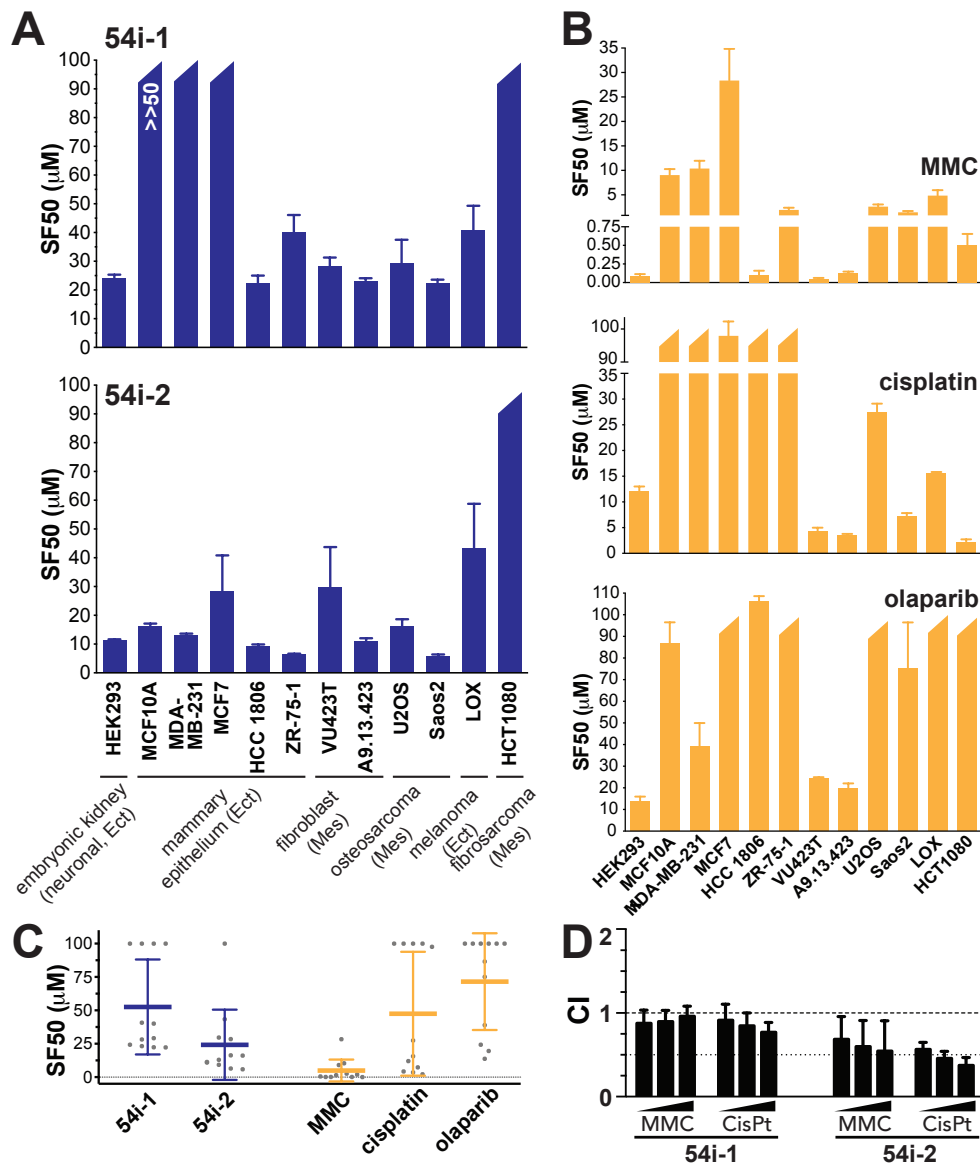 A
54i-1
100
90
80
70
60
50
40
30
20
10
0
SF50 (μM)
>>50
54i-2
100
90
80
70
60
50
40
30
20
10
0
SF50 (μM)
HEK293
MCF10A
MDA-
MB-231
MCF7
HCC 1806
ZR-75-1
VU423T
A9.13.423
U2OS
Saos2
LOX
HCT1080
embryonic kidney
(neuronal, Ect)
mammary
epithelium (Ect)
fibroblast
(Mes)
osteosarcoma
(Mes)
melanoma
(Ect)
fibrosarcoma
(Mes)
B
MMC
35
30
25
20
15
10
5
0.75
0.50
0.25
0.00
SF50 (μM)
cisplatin
100
90
35
30
25
20
15
10
5
0
SF50 (μM)
olaparib
110
100
90
80
70
60
50
40
30
20
10
0
SF50 (μM)
HEK293
MCF10A
MDA-MB-231
MCF7
HCC 1806
ZR-75-1
VU423T
A9.13.423
U2OS
Saos2
LOX
HCT1080
C
100
75
50
25
0
SF50 (μM)
54i-1
54i-2
MMC
cisplatin
olaparib
D
2
1
0
CI
MMC CisPt MMC CisPt
54i-1 54i-2